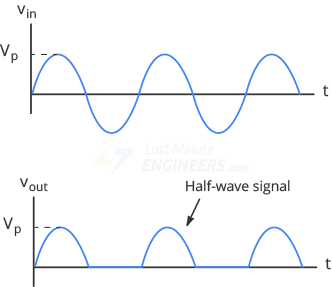 vin
Vp
t
Last Minute
ENGINEERS.com
vout
Half-wave signal
Vp
t